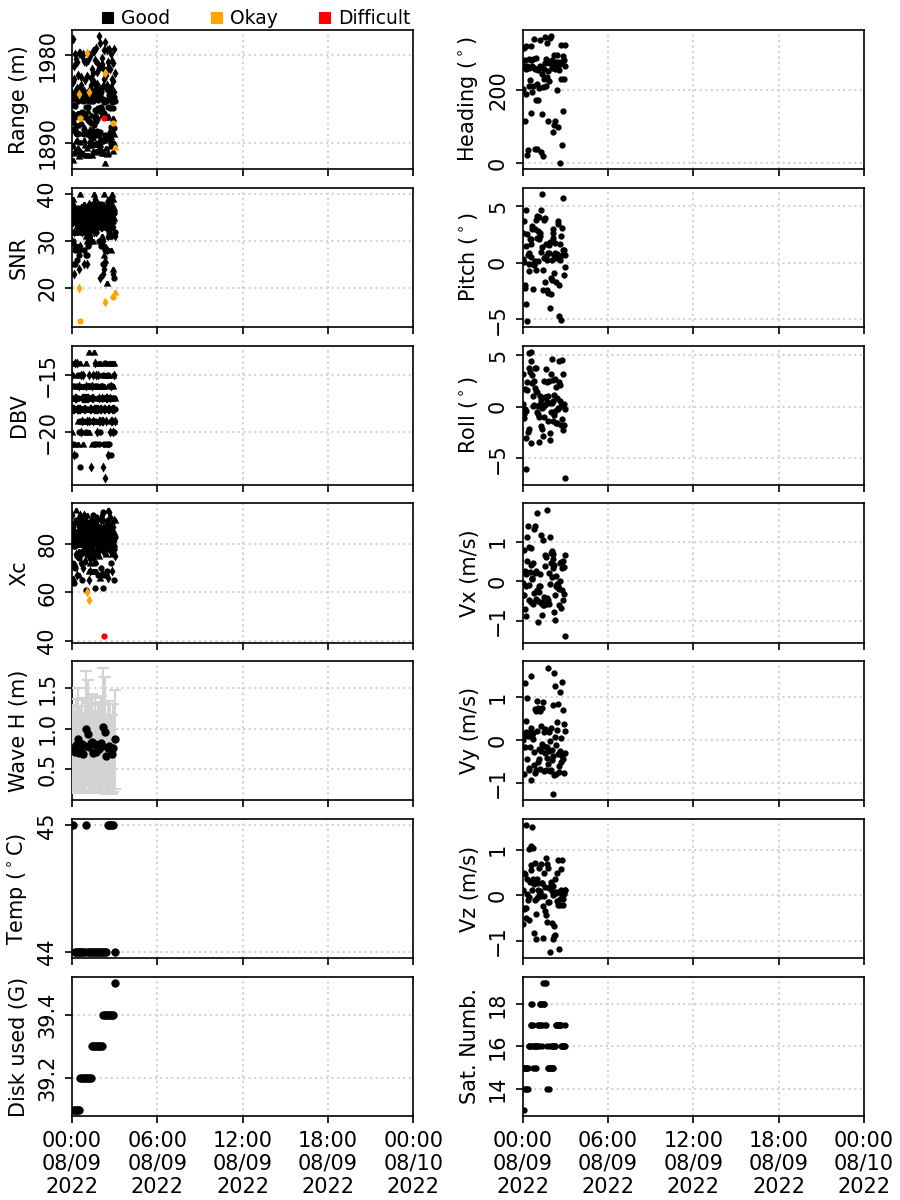 Good Okay Difficult
Range (m)
1980
1890
SNR
40
30
20
DBV
−15
−20
Xc
80
60
40
Wave H (m)
1.5
1.0
0.5
Temp (°C)
45
44
Disk used (G)
39.4
39.2
00:00 06:00 12:00 18:00 00:00
08/09 08/09 08/09 08/09 08/10
2022 2022 2022 2022 2022
Heading (°)
200
0
Pitch (°)
5
0
−5
Roll (°)
5
0
−5
Vx (m/s)
1
0
−1
Vy (m/s)
1
0
−1
Vz (m/s)
1
0
−1
Sat. Numb.
18
16
14
00:00 06:00 12:00 18:00 00:00
08/09 08/09 08/09 08/09 08/10
2022 2022 2022 2022 2022